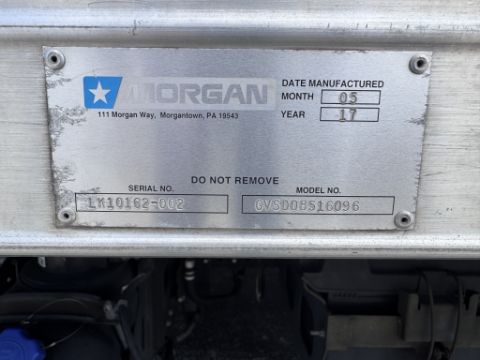 MORGAN
111 Morgan Way, Morgantown, PA 19543
DATE MANUFACTURED
MONTH 05
YEAR 17
DO NOT REMOVE
SERIAL NO. MODEL NO.
LM10162-002 GVSD08516096